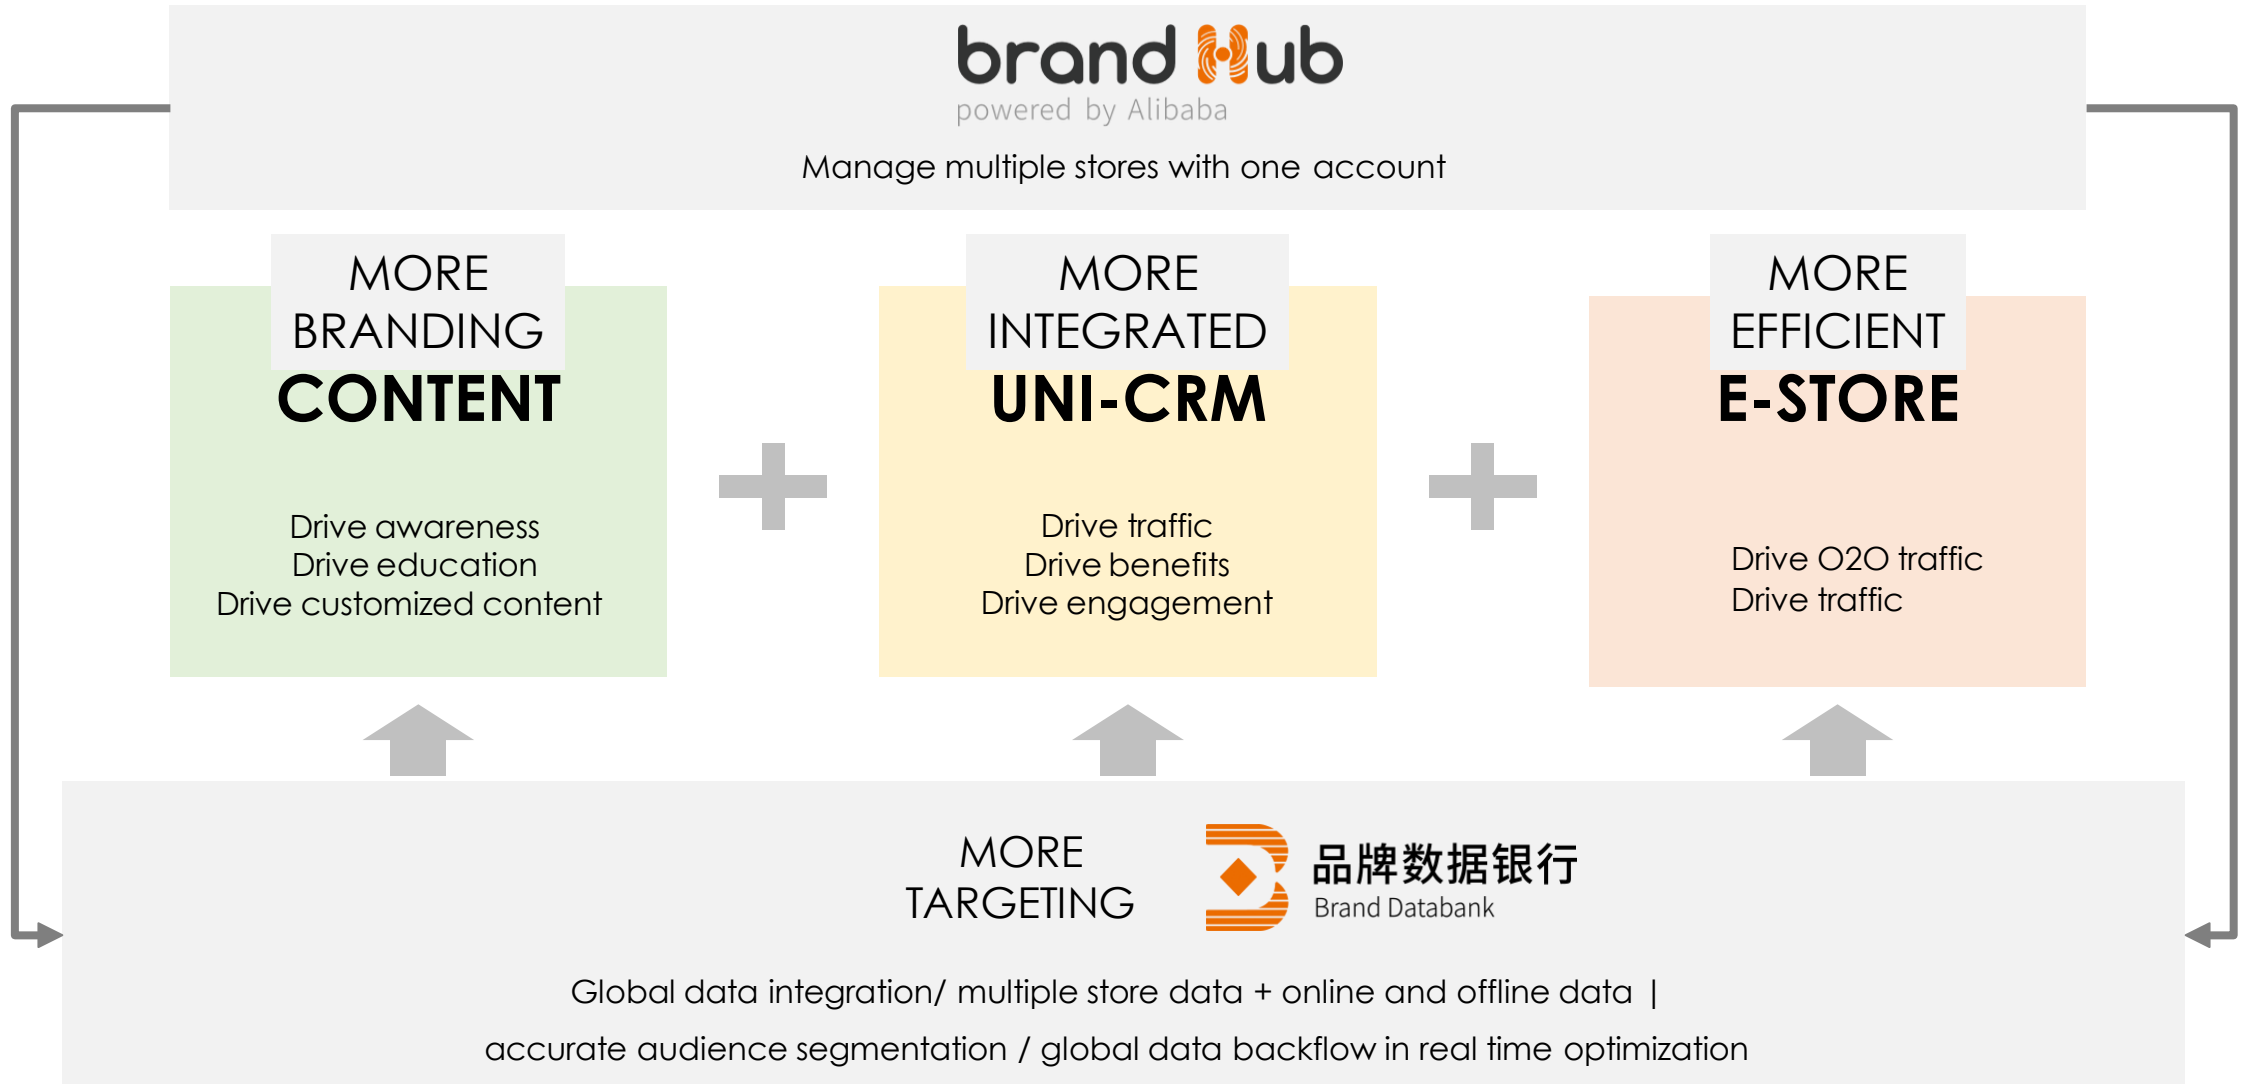 brand Hub
powered by Alibaba
Manage multiple stores with one account
MORE
BRANDING
CONTENT
Drive awareness
Drive education
Drive customized content
MORE
INTEGRATED
UNI-CRM
Drive traffic
Drive benefits
Drive engagement
MORE
EFFICIENT
E-STORE
Drive O2O traffic
Drive traffic
MORE
TARGETING
品牌数据银行
Brand Databank
Global data integration/ multiple store data + online and offline data |
accurate audience segmentation / global data backflow in real time optimization